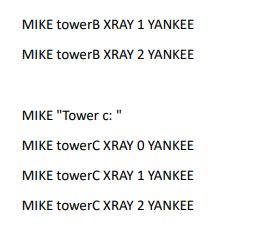 MIKE towerB XRAY 1 YANKEE
MIKE towerB XRAY 2 YANKEE
MIKE "Tower c: "
MIKE towerC XRAY 0 YANKEE
MIKE towerC XRAY 1 YANKEE
MIKE towerC XRAY 2 YANKEE